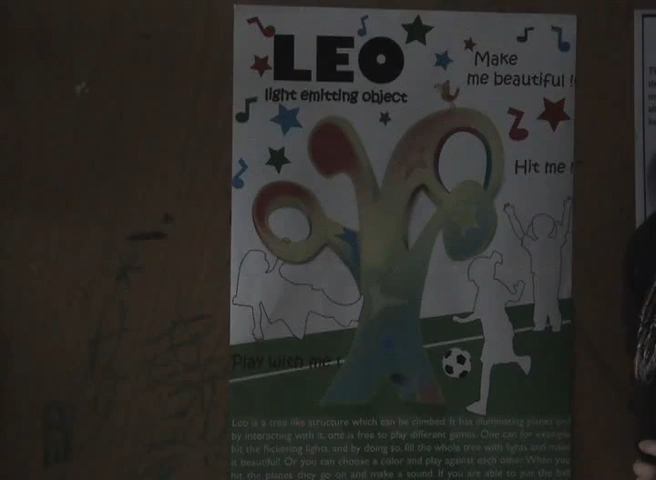 LEO
light emitting object
Make
me beautiful !
Hit me !
Play with me !
Leo is a tree like structure which can be climbed. It has illuminating planes and
by interacting with it, one is free to play different games. One can for example
hit the flickering lights, and by doing so, fill the whole tree with lights and make
it beautiful! Or you can choose a color and play against each other. When you
hit the planes they go on and make a sound. If you are able to put the ball